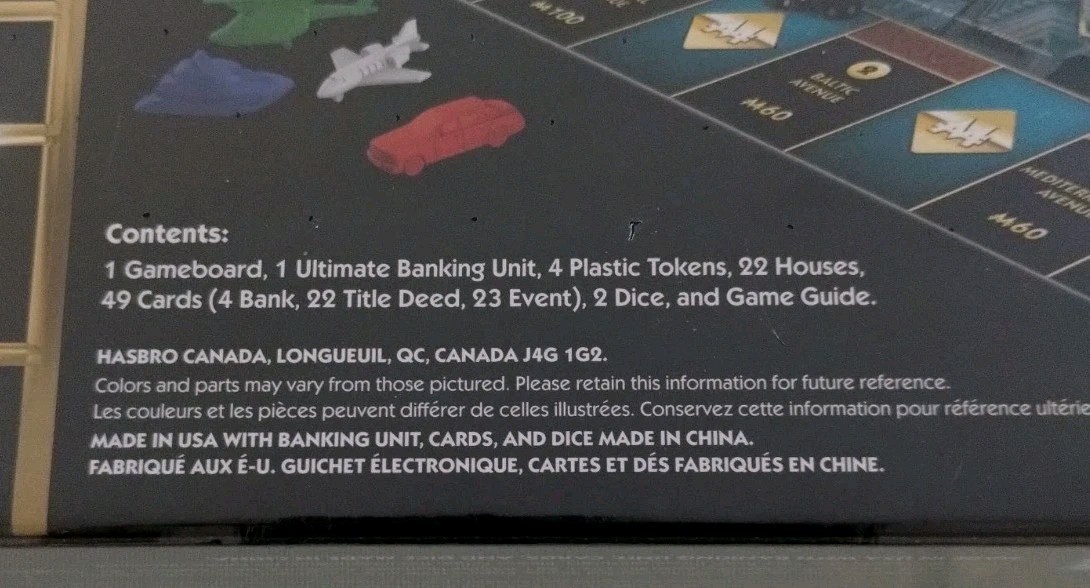 M100
BALTIC
AVENUE
M60
AVENUE
M60
Contents:
1 Gameboard, 1 Ultimate Banking Unit, 4 Plastic Tokens, 22 Houses,
49 Cards (4 Bank, 22 Title Deed, 23 Event), 2 Dice, and Game Guide.
HASBRO CANADA, LONGUEUIL, QC, CANADA J4G 1G2.
Colors and parts may vary from those pictured. Please retain this information for future reference.
Les couleurs et les pièces peuvent différer de celles illustrées. Conservez cette information pour référence
MADE IN USA WITH BANKING UNIT, CARDS, AND DICE MADE IN CHINA.
FABRIQUÉ AUX É-U. GUICHET ÉLECTRONIQUE, CARTES ET DÉS FABRIQUÉS EN CHINE.